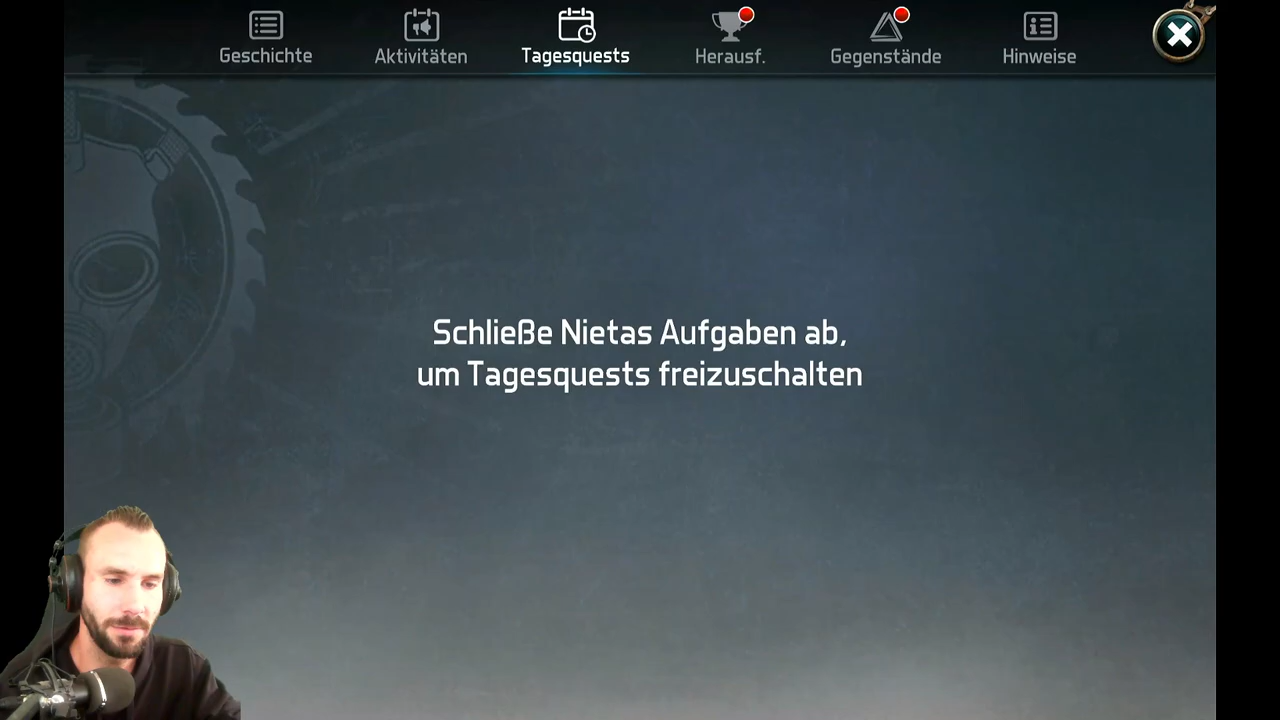 Geschichte
Aktivitäten
Tagesquests
Herausf.
Gegenstände
Hinweise
Schließe Nietas Aufgaben ab,
um Tagesquests freizuschalten